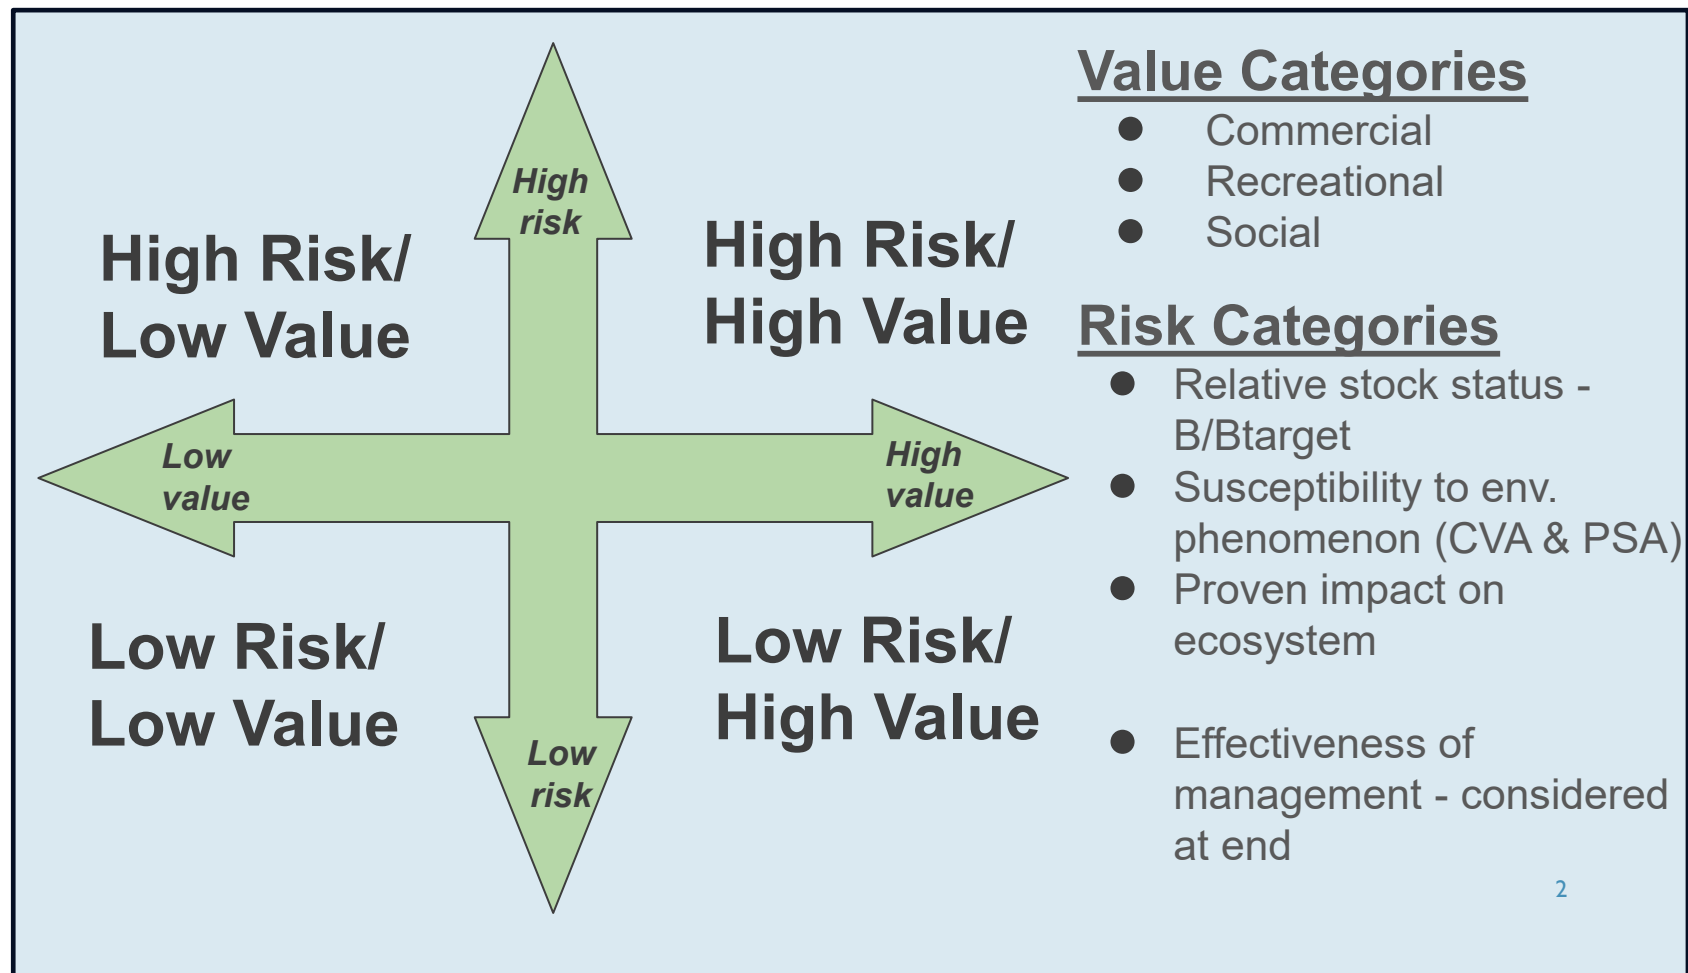 High
risk
High Risk/
Low Value
High Risk/
High Value
Low
value
High
value
Low Risk/
Low Value
Low Risk/
High Value
Low
risk
Value Categories
● Commercial
● Recreational
● Social
Risk Categories
● Relative stock status -
B/Btarget
● Susceptibility to env.
phenomenon (CVA & PSA)
● Proven impact on
ecosystem
● Effectiveness of
management - considered
at end
2